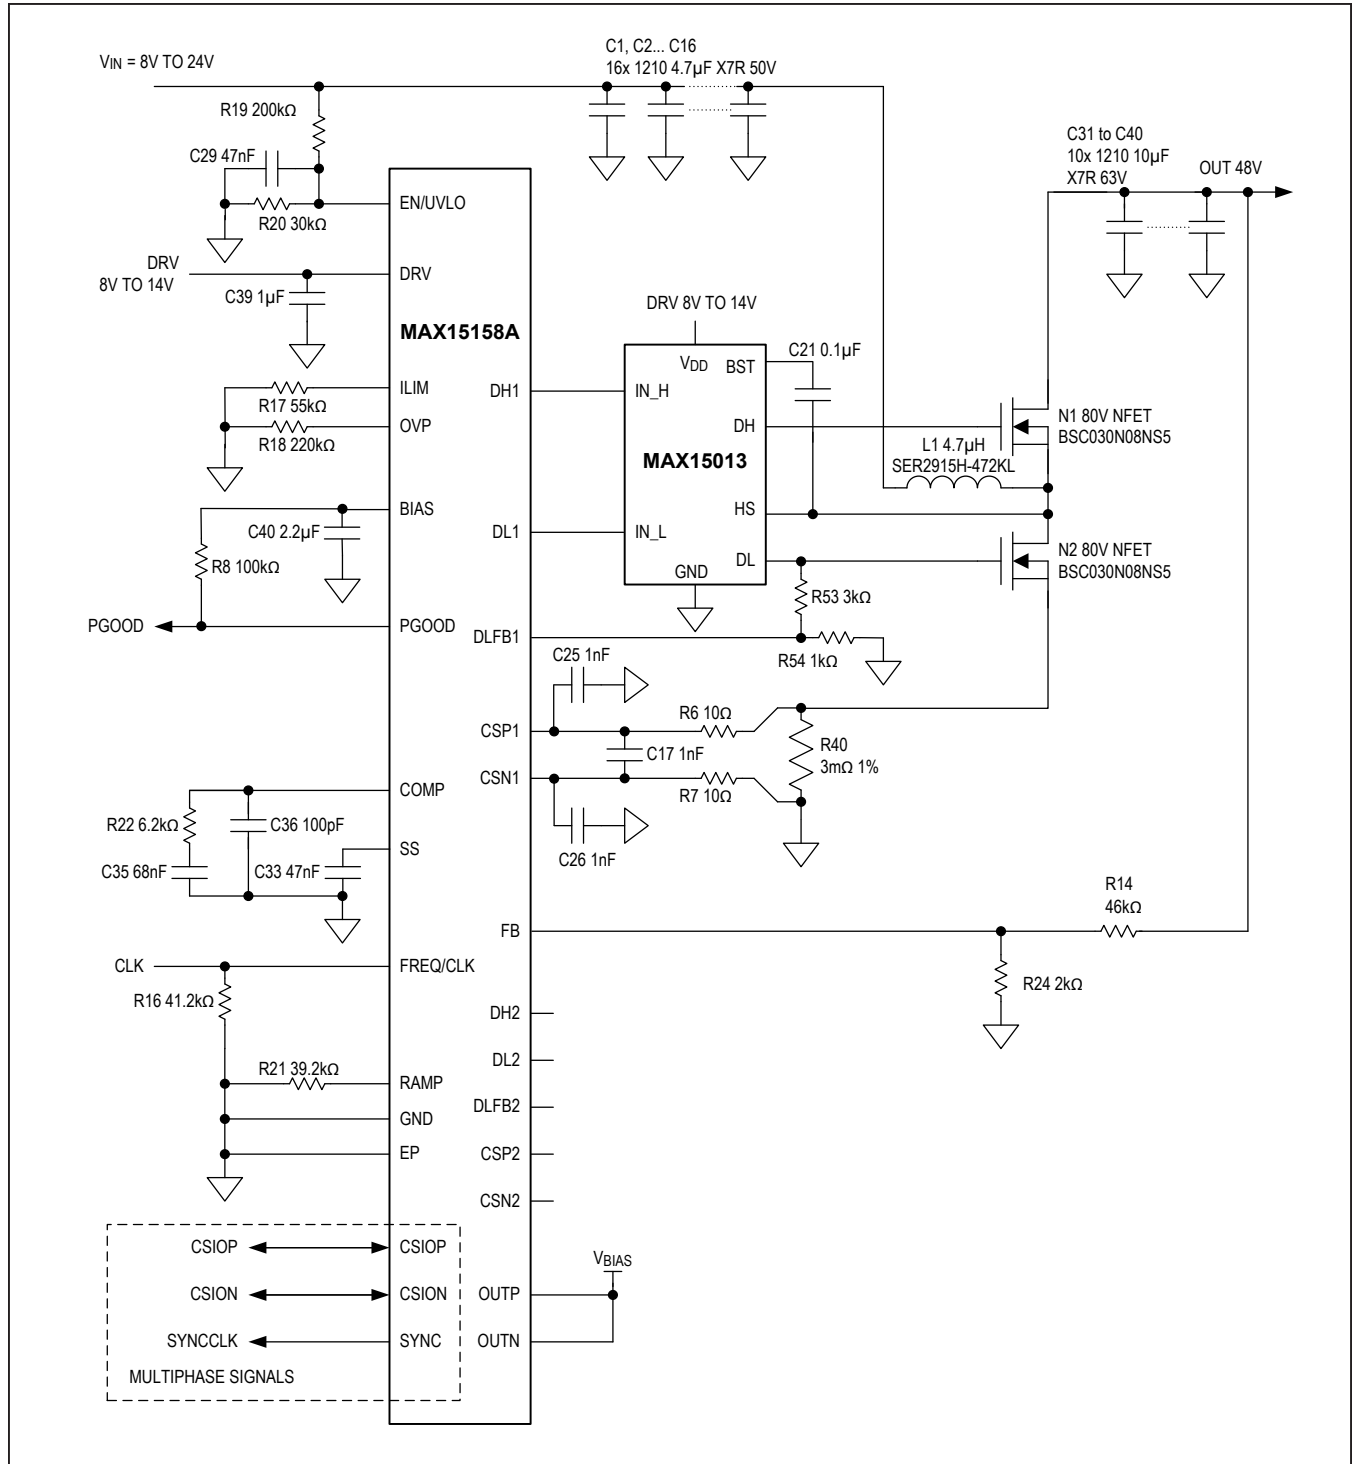 VIN = 8V TO 24V
C1, C2... C16
16x 1210 4.7µF X7R 50V
R19 200kΩ
C29 47nF
R20 30kΩ
EN/UVLO
C31 to C40
10x 1210 10µF
X7R 63V
OUT 48V
DRV
8V TO 14V
DRV
C39 1µF
MAX15158A
DRV 8V TO 14V
VDD
BST
C21 0.1µF
ILIM
R17 55kΩ
OVP
R18 220kΩ
DH1
IN_H
DH
N1 80V NFET
BSC030N08NS5
L1 4.7µH
SER2915H-472KL
MAX15013
BIAS
C40 2.2µF
R8 100kΩ
HS
DL1
IN_L
DL
GND
N2 80V NFET
BSC030N08NS5
R53 3kΩ
PGOOD
PGOOD
DLFB1
R54 1kΩ
C25 1nF
CSP1
R6 10Ω
C17 1nF
R40
3mΩ 1%
CSN1
R7 10Ω
C26 1nF
COMP
R22 6.2kΩ
C36 100pF
SS
C35 68nF
C33 47nF
R14
46kΩ
FB
R24 2kΩ
CLK
FREQ/CLK
R16 41.2kΩ
DH2
DL2
R21 39.2kΩ
RAMP
DLFB2
GND
EP
CSP2
CSN2
CSIOP
CSIOP
VBIAS
CSION
CSION
OUTP
SYNCCLK
SYNC
OUTN
MULTIPHASE SIGNALS